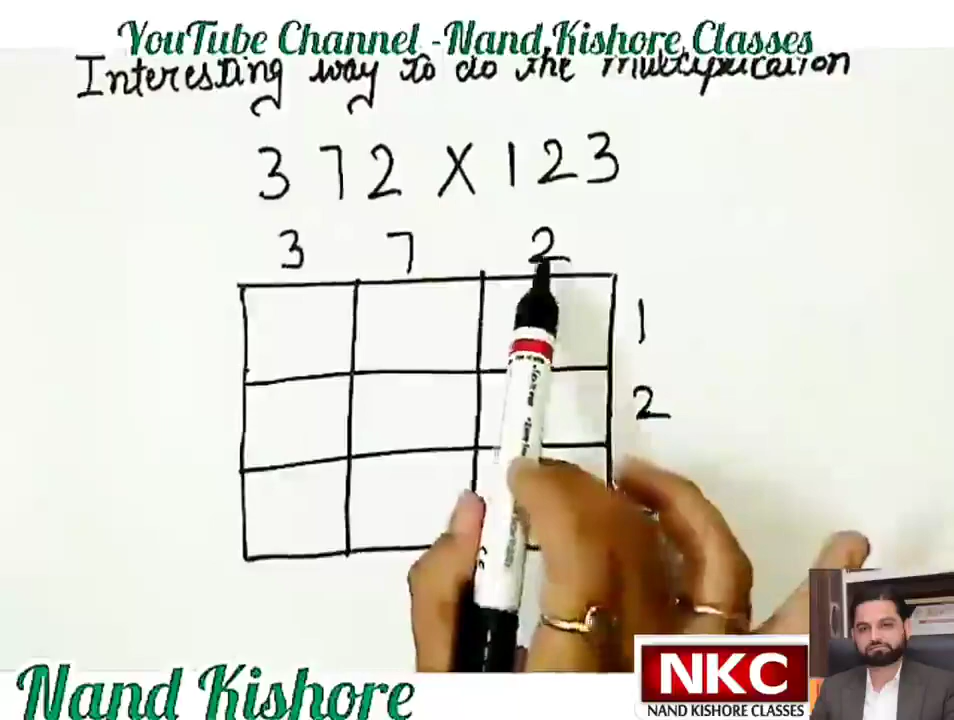 YouTube Channel -Nand Kishore Classes
Interesting way to do the multiplication
372 X 123
3 7 2
1
2
Nand Kishore
NKC
NAND KISHORE CLASSES